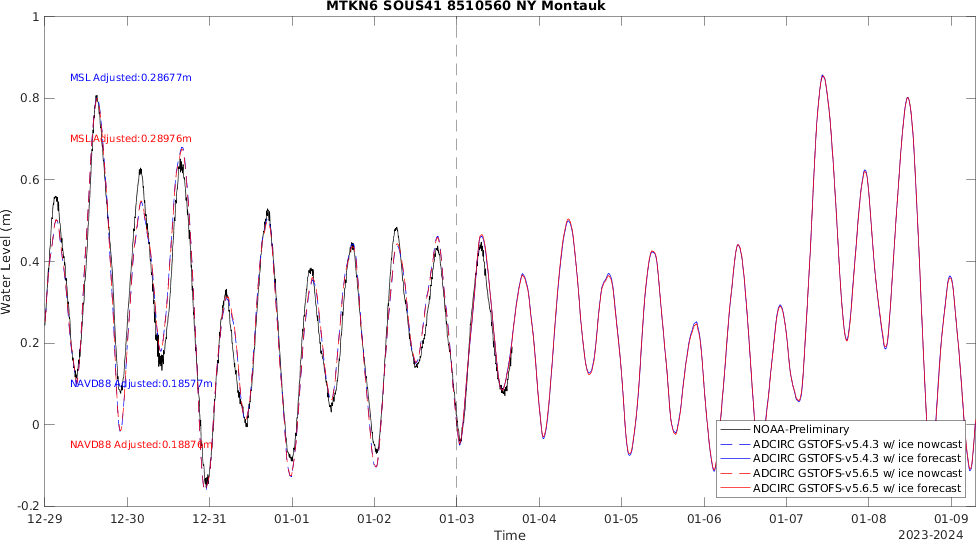 MTKN6 SOUS41 8510560 NY Montauk
1
0.8
0.6
0.4
0.2
0
-0.2
Water Level (m)
MSL Adjusted:0.28677m
MSL Adjusted:0.28976m
NAVD88 Adjusted:0.18577m
NAVD88 Adjusted:0.18876m
NOAA-Preliminary
ADCIRC GSTOFS-v5.4.3 w/ ice nowcast
ADCIRC GSTOFS-v5.4.3 w/ ice forecast
ADCIRC GSTOFS-v5.6.5 w/ ice nowcast
ADCIRC GSTOFS-v5.6.5 w/ ice forecast
12-29 12-30 12-31 01-01 01-02 01-03 01-04 01-05 01-06 01-07 01-08 01-09
Time
2023-2024